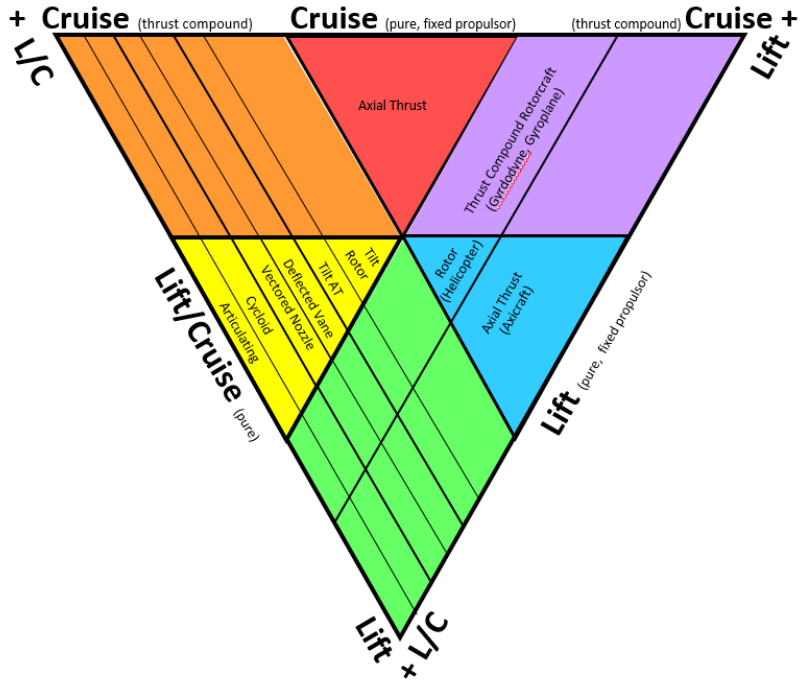 + Cruise (thrust compound)
L/C
Cruise (pure, fixed propulsor)
(thrust compound) Cruise +
Lift
Axial Thrust
Thrust Compound Rotorcraft
(Gyrdodyne, Gyroplane)
Tilt
Rotor
Tilt AT
Deflected Vane
Vectored Nozzle
Cycloid
Articulating
Rotor
(Helicopter)
Axial Thrust
(Axicraft)
Lift/Cruise (pure)
Lift (pure, fixed propulsor)
Lift
+ L/C